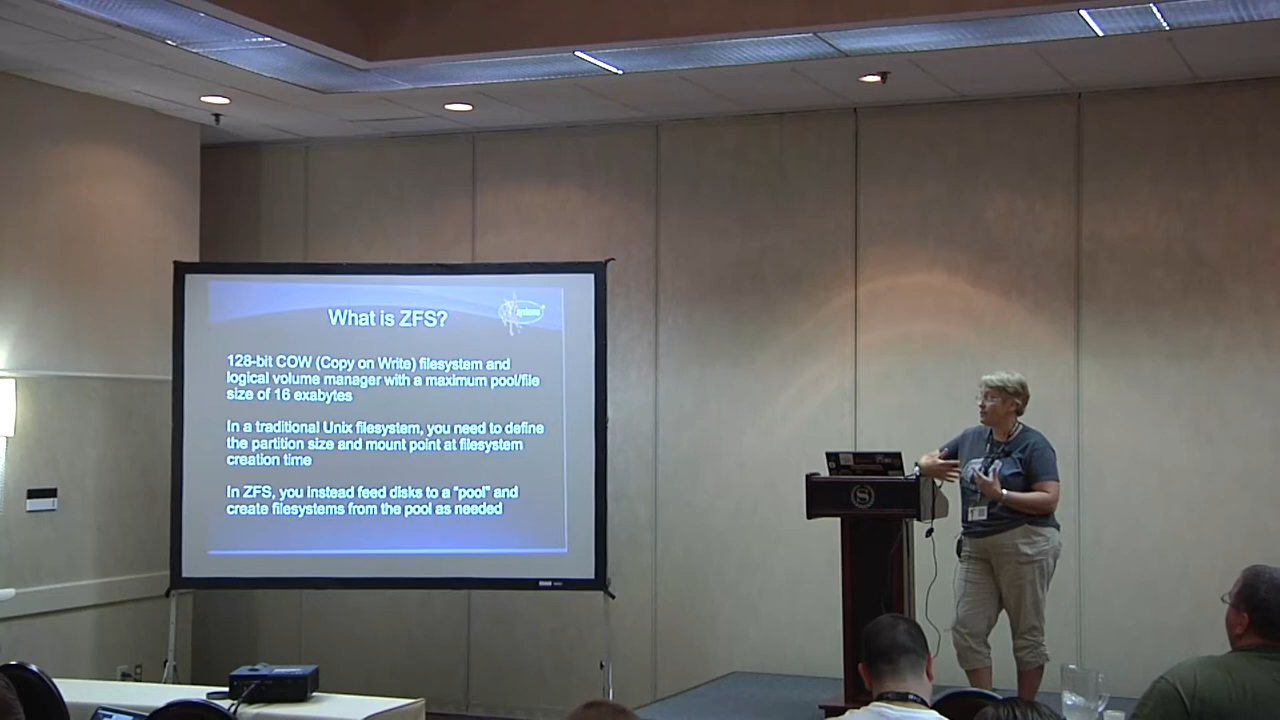 What is ZFS?
systems
128-bit COW (Copy on Write) filesystem and
logical volume manager with a maximum pool/file
size of 16 exabytes
In a traditional Unix filesystem, you need to define
the partition size and mount point at filesystem
creation time
In ZFS, you instead feed disks to a "pool" and
create filesystems from the pool as needed
S